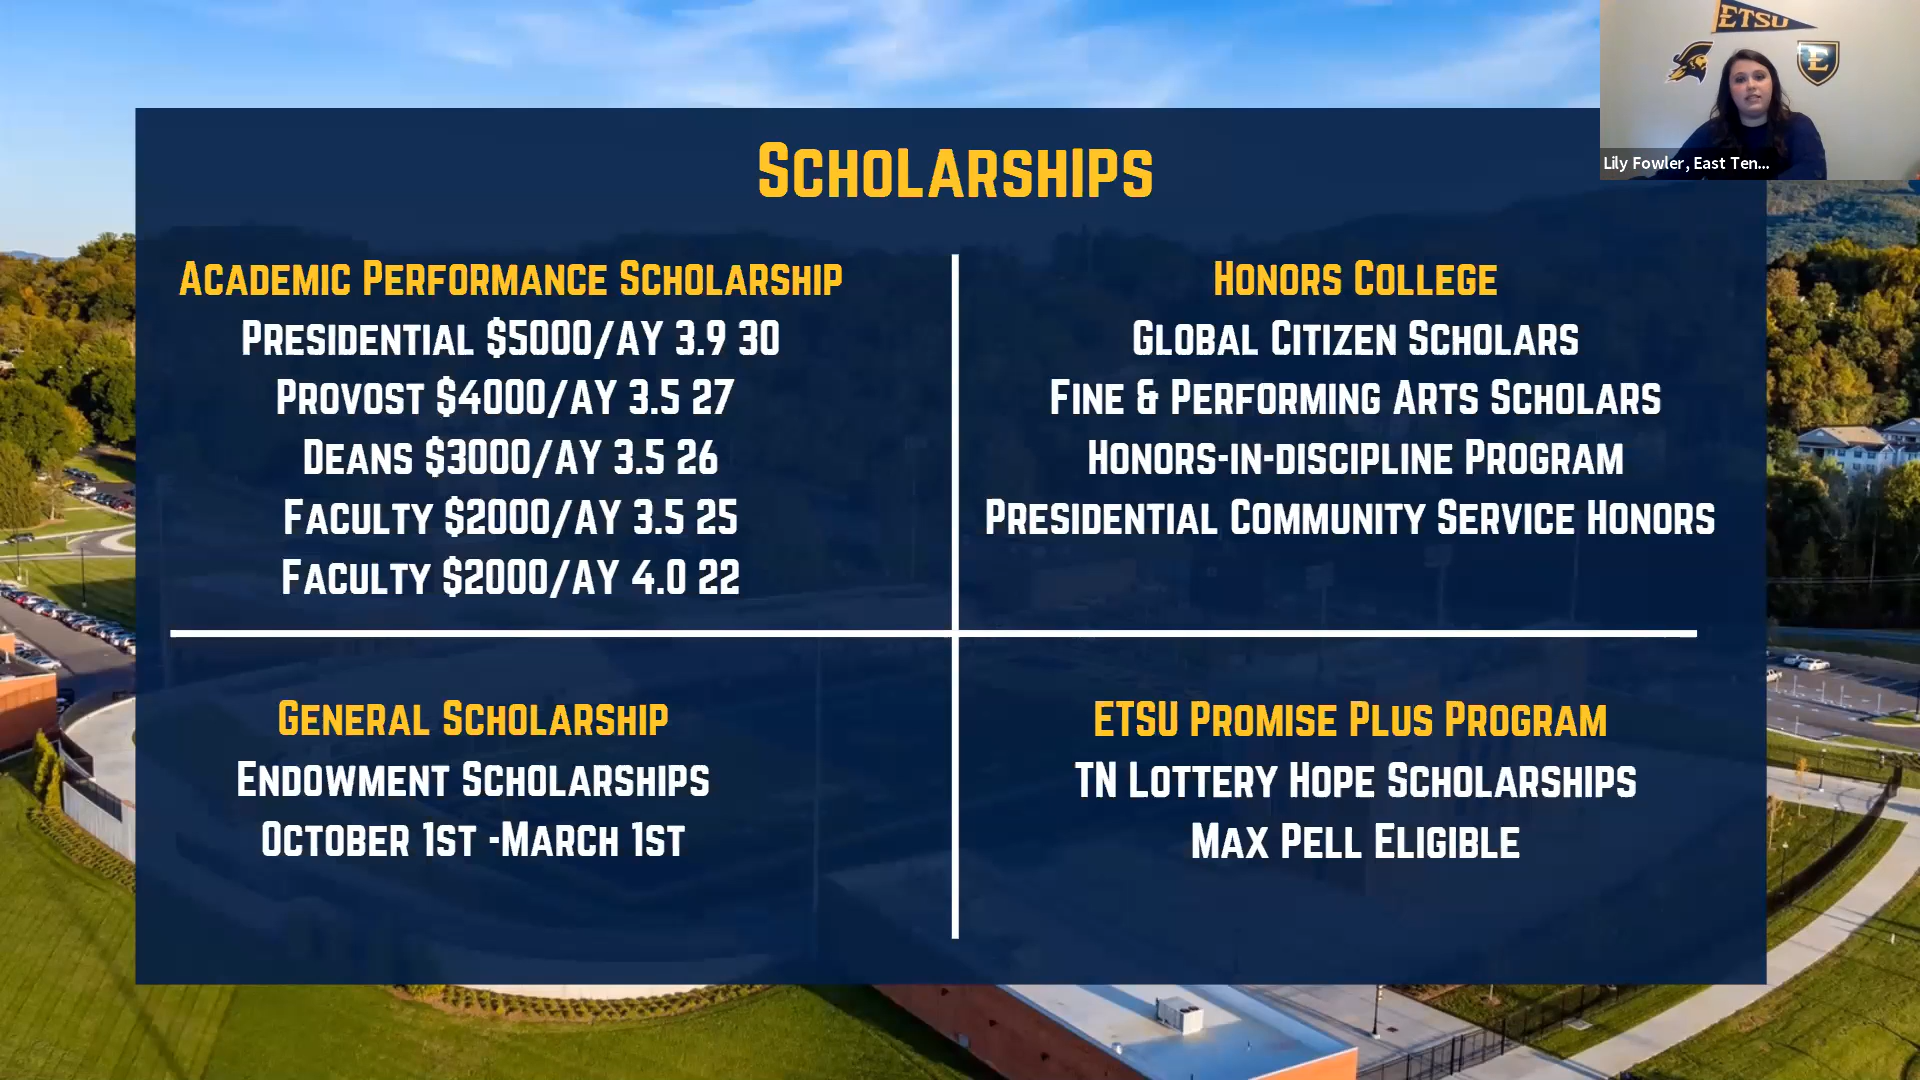 ETSU
E
Lily Fowler, East Ten...
Scholarships
Academic Performance Scholarship
Presidential $5000/AY 3.9 30
Provost $4000/AY 3.5 27
Deans $3000/AY 3.5 26
Faculty $2000/AY 3.5 25
Faculty $2000/AY 4.0 22
Honors College
Global Citizen Scholars
Fine & Performing Arts Scholars
Honors-in-discipline Program
Presidential Community Service Honors
General Scholarship
Endowment Scholarships
October 1st -March 1st
ETSU Promise Plus Program
TN Lottery Hope Scholarships
Max Pell Eligible